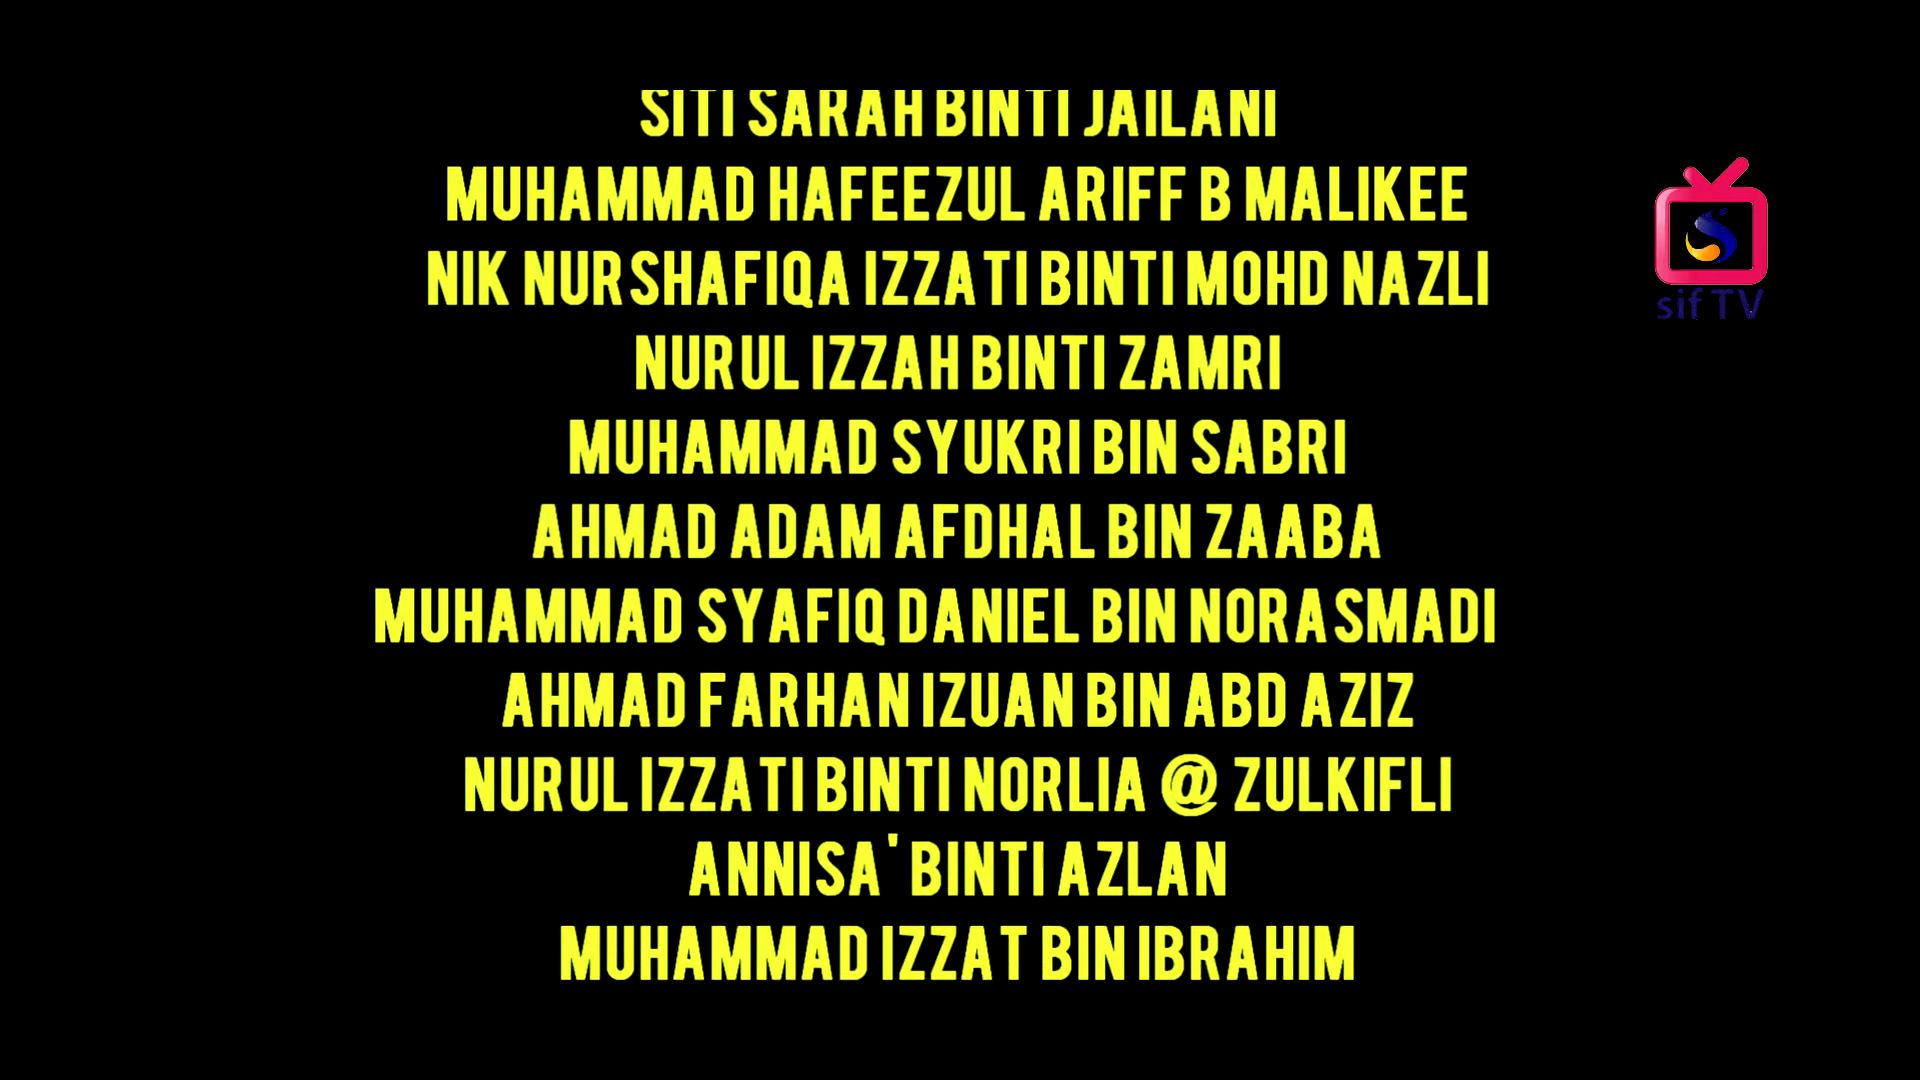 SITI SARAH BINTI JAILANI
MUHAMMAD HAFEEZUL ARIFF B MALIKEE
NIK NURSHAFIQA IZZATI BINTI MOHD NAZLI
NURUL IZZAH BINTI ZAMRI
MUHAMMAD SYUKRI BIN SABRI
AHMAD ADAM AFDHAL BIN ZAABA
MUHAMMAD SYAFIQ DANIEL BIN NORASMADI
AHMAD FARHAN IZUAN BIN ABD AZIZ
NURUL IZZATI BINTI NORLIA @ ZULKIFLI
ANNISA' BINTI AZLAN
MUHAMMAD IZZAT BIN IBRAHIM
sif TV